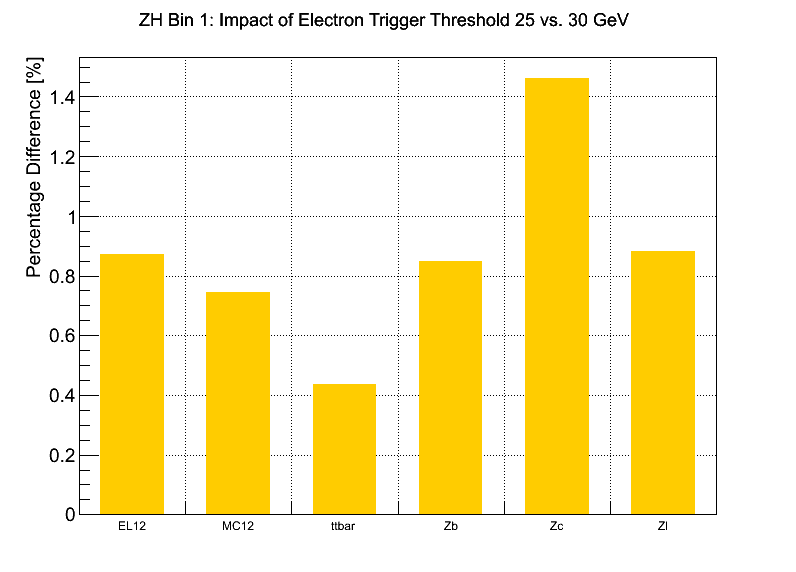 ZH Bin 1: Impact of Electron Trigger Threshold 25 vs. 30 GeV
Percentage Difference [%]
1.4
1.2
1
0.8
0.6
0.4
0.2
0
EL12 MC12 ttbar Zb Zc Zl